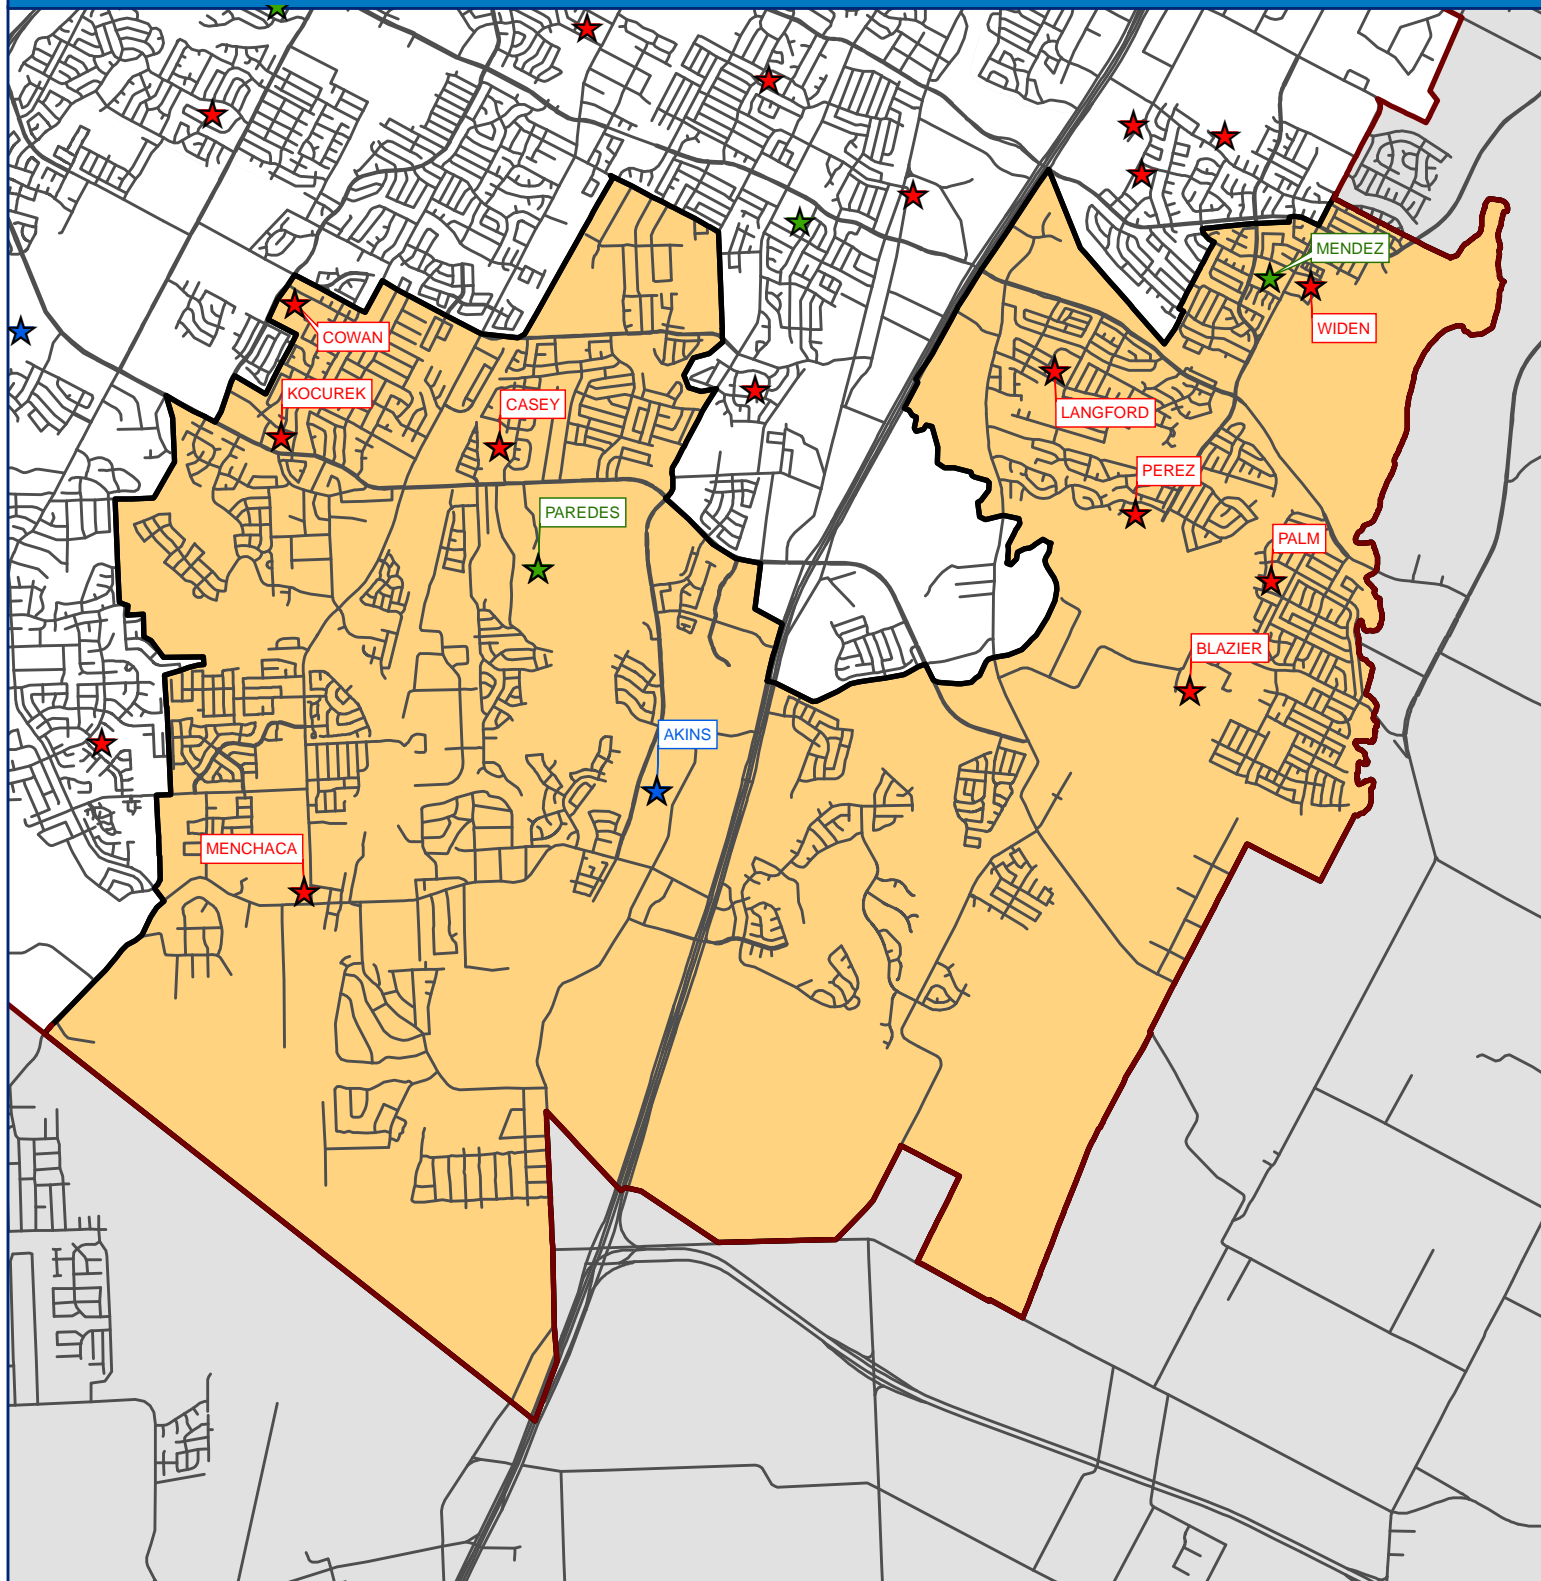 MENDEZ
WIDEN
COWAN
KOCUREK
CASEY
LANGFORD
PEREZ
PAREDES
PALM
BLAZIER
AKINS
MENCHACA